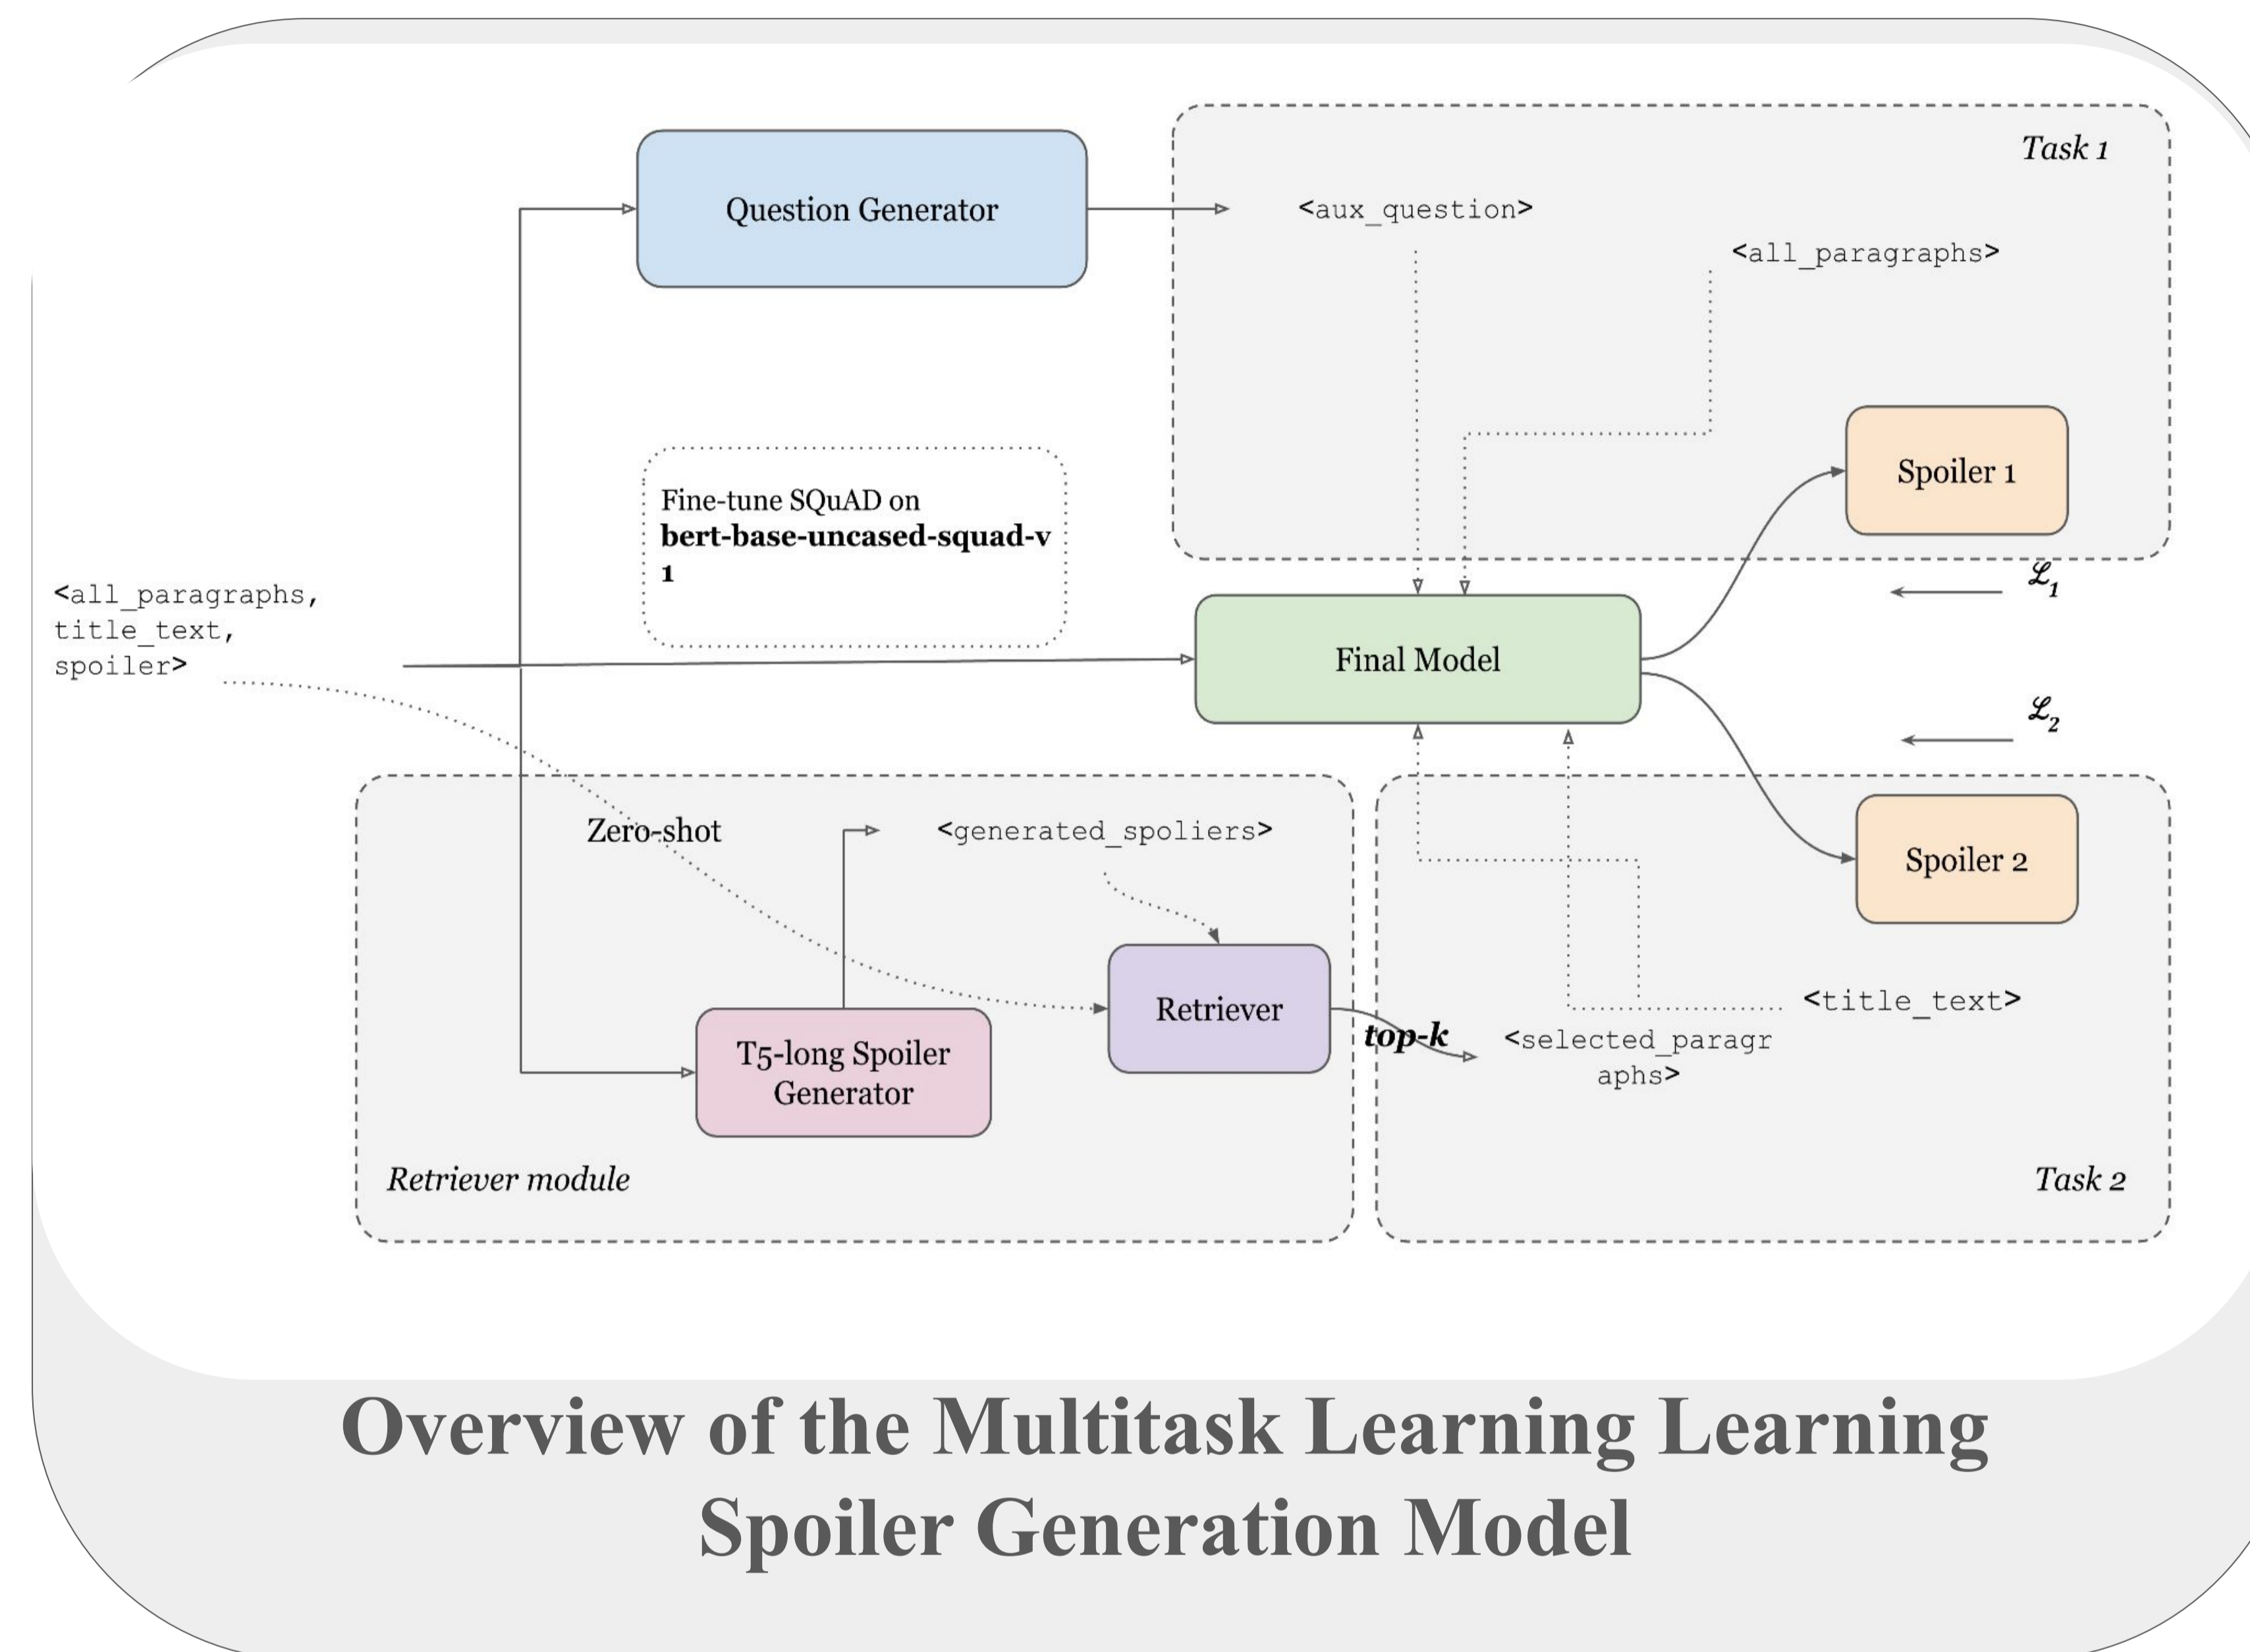 Task 1
Question Generator
<aux_question>
<all_paragraphs>
Fine-tune SQuAD on
bert-base-uncased-squad-v
1
Spoiler 1
<all_paragraphs,
title_text,
spoiler>
ℒ1
Final Model
ℒ2
Zero-shot
<generated_spoliers>
Spoiler 2
Retriever
top-k
<title_text>
<selected_paragr
aphs>
T5-long Spoiler
Generator
Retriever module
Task 2
Overview of the Multitask Learning Learning
Spoiler Generation Model